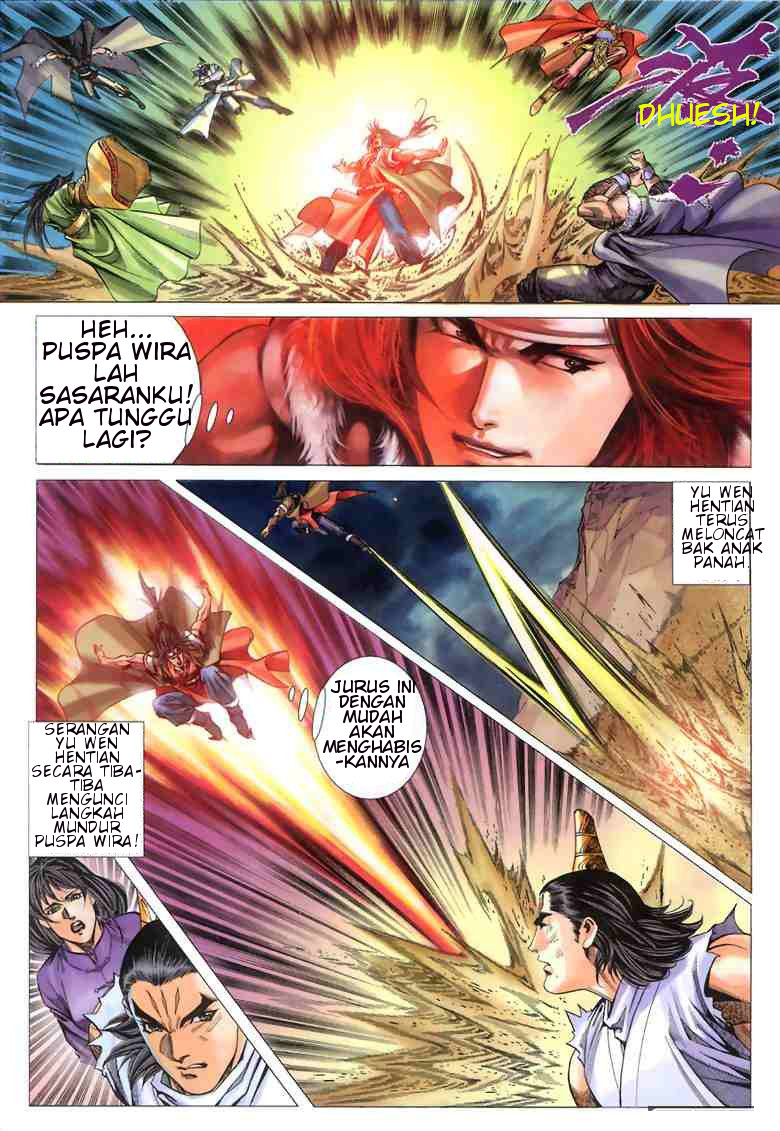 DHUESH!
HEH...
PUSPA WIRA
LAH
SASARANKU!
APA TUNGGU
LAGI?
YU WEN
HENTIAN
TERUS
MELONCAT
BAK ANAK
PANAH.
JURUS INI
DENGAN
MUDAH
AKAN
MENGHABIS
-KANNYA
SERANGAN
YU WEN
HENTIAN
SECARA TIBA-
TIBA
MENGUNCI
LANGKAH
MUNDUR
PUSPA WIRA!